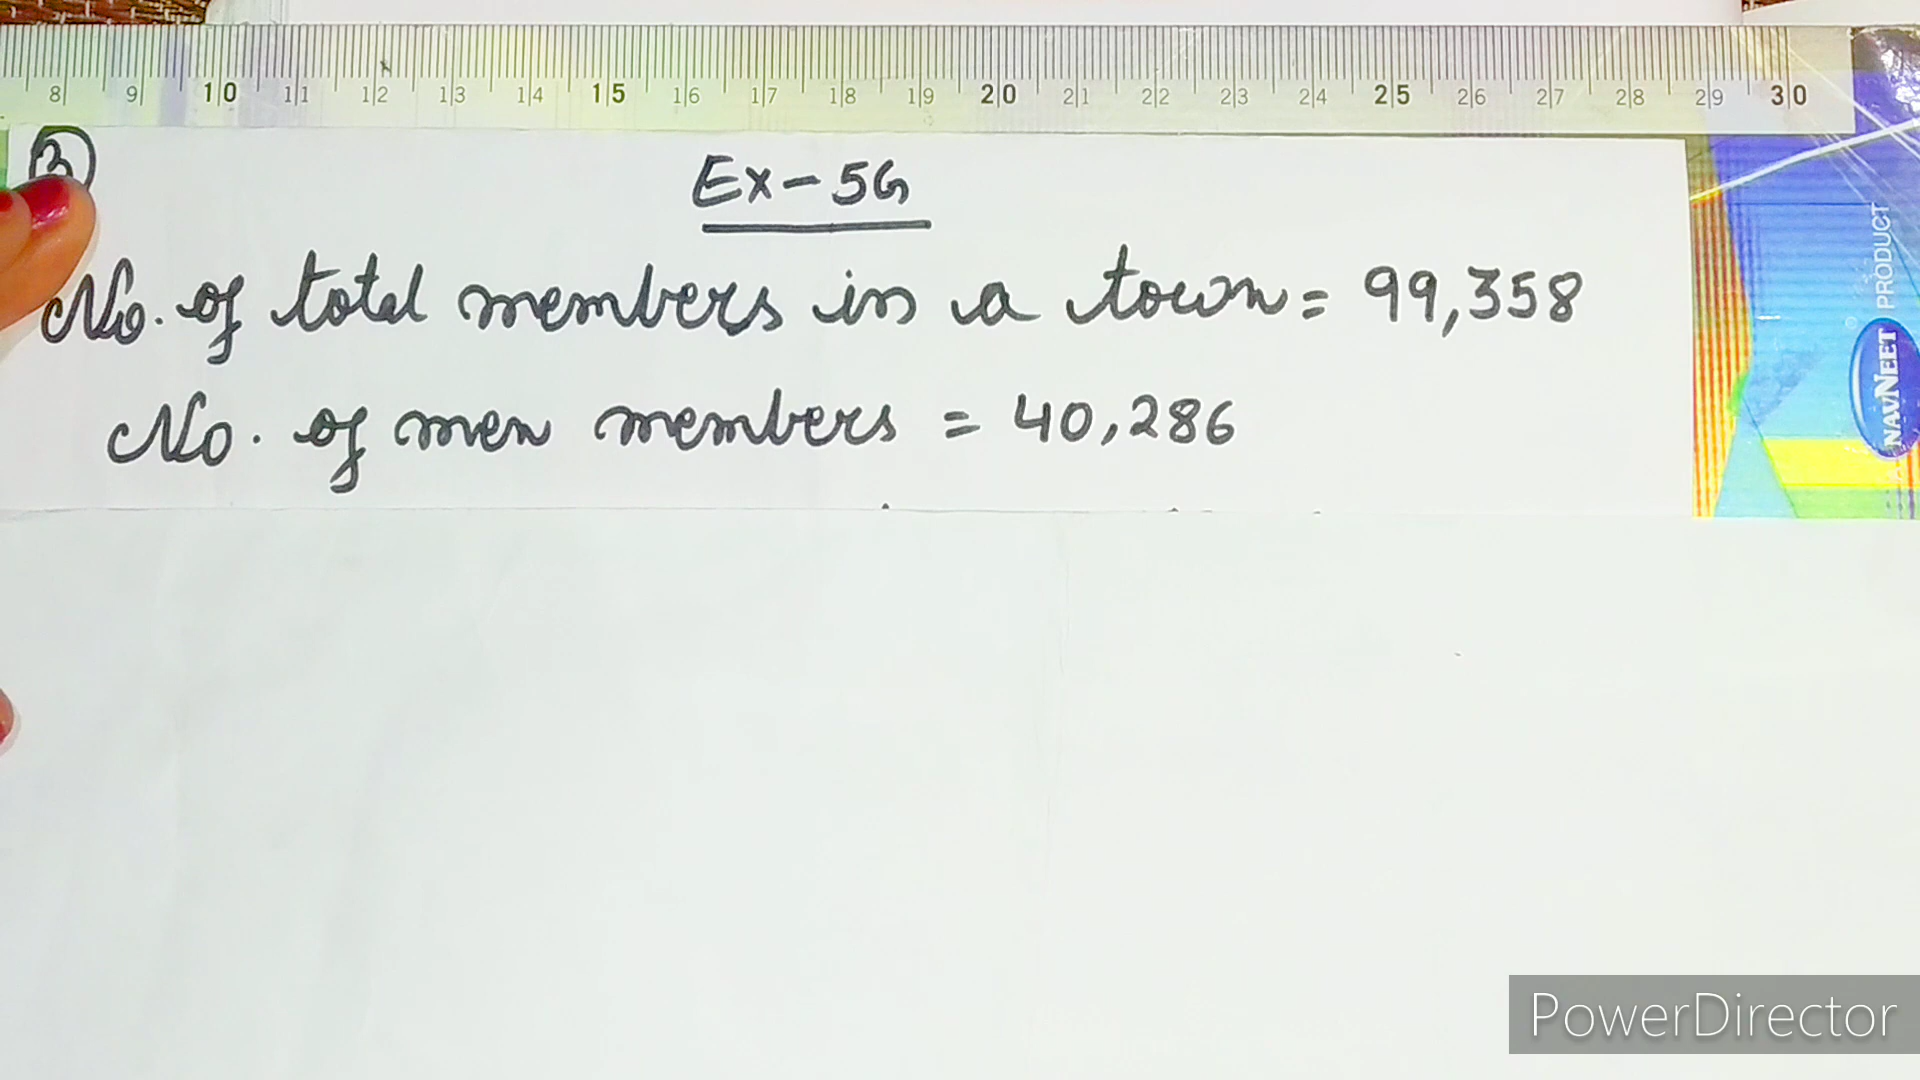 8 9 10 11 12 13 14 15 16 17 18 19 20 21 22 23 24 25 26 27 28 29 30
3
Ex-5G
No. of total members in a town = 99,358
No. of men members = 40,286
NAVNEET PRODUCT
PowerDirector